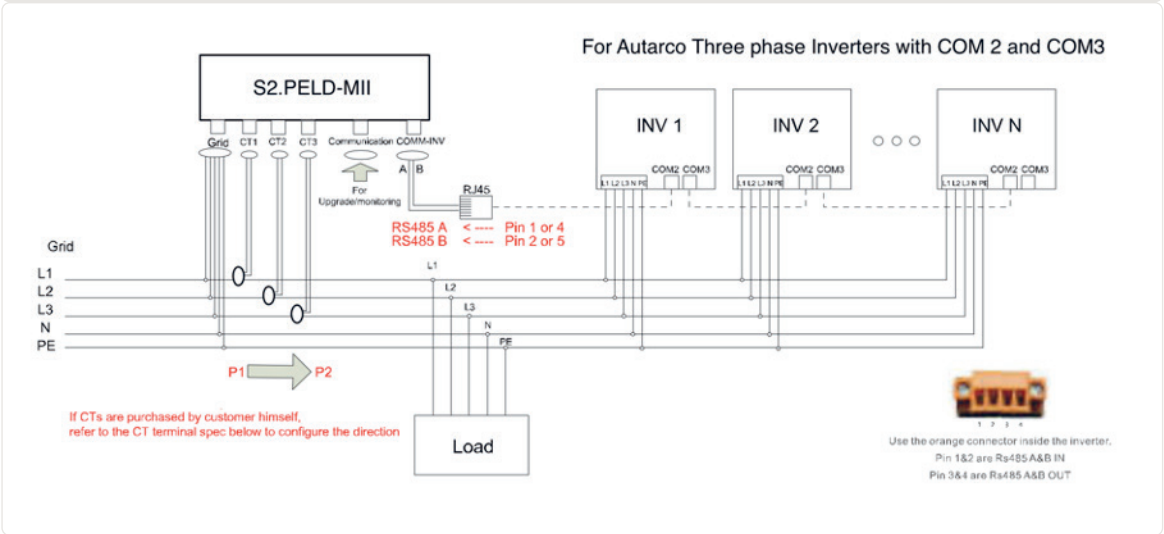 For Autarco Three phase Inverters with COM 2 and COM3
S2.PELD-MII
Grid CT1 CT2 CT3 Communication COMM-INV
A B
For
Upgrade/monitoring
RJ45
RS485 A < ---- Pin 1 or 4
RS485 B < ---- Pin 2 or 5
INV 1
COM2 COM3
L1 L2 L3 N PE
INV 2
COM2 COM3
L1 L2 L3 N PE
INV N
COM2 COM3
L1 L2 L3 N PE
Grid
L1
L2
L3
N
PE
L1
L2
L3
N
PE
P1 P2
If CTs are purchased by customer himself,
refer to the CT terminal spec below to configure the direction
Load
1 2 3 4
Use the orange connector inside the inverter.
Pin 1&2 are Rs485 A&B IN
Pin 3&4 are Rs485 A&B OUT